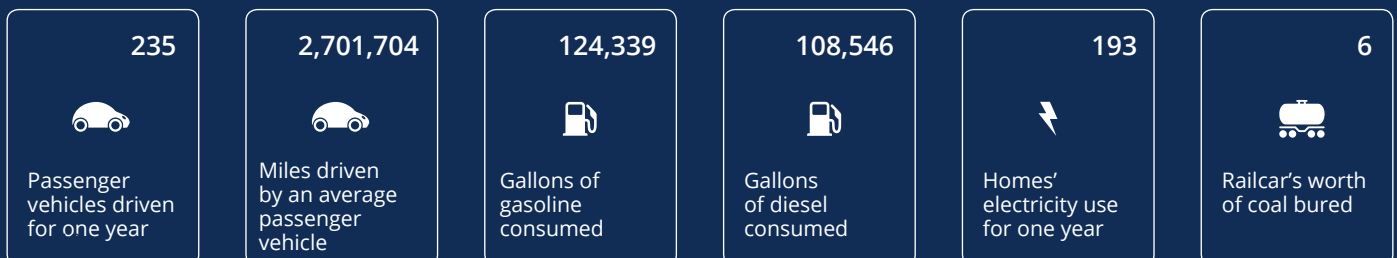 235
Passenger
vehicles driven
for one year
2,701,704
Miles driven
by an average
passenger
vehicle
124,339
Gallons of
gasoline
consumed
108,546
Gallons
of diesel
consumed
193
Homes’
electricity use
for one year
6
Railcar’s worth
of coal bured